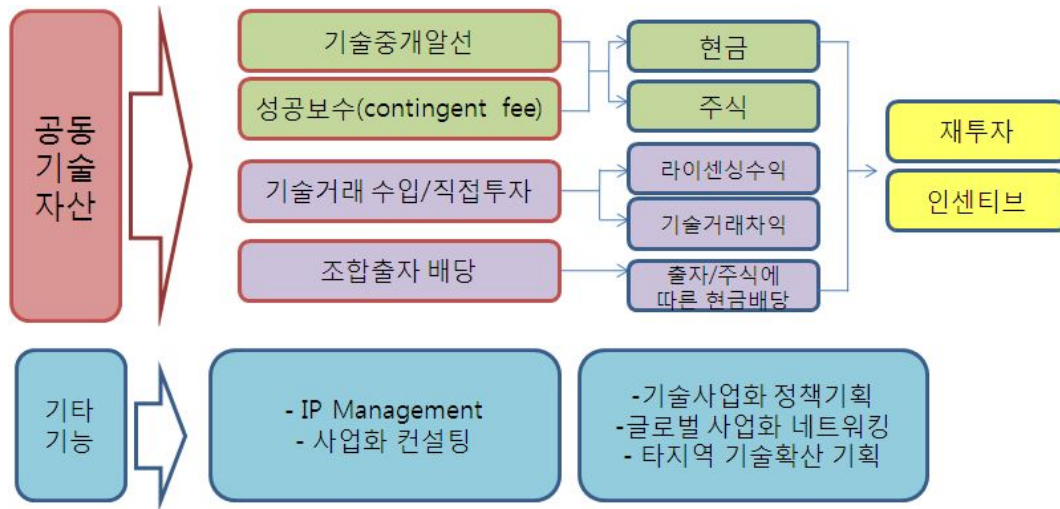 공동
기술
자산
기술중개알선
성공보수(contingent fee)
기술거래 수입/직접투자
조합출자 배당
현금
주식
라이센싱수익
기술거래차익
출자/주식에
따른 현금배당
재투자
인센티브
기타
기능
- IP Management
- 사업화 컨설팅
-기술사업화 정책기획
-글로벌 사업화 네트워킹
- 타지역 기술확산 기획